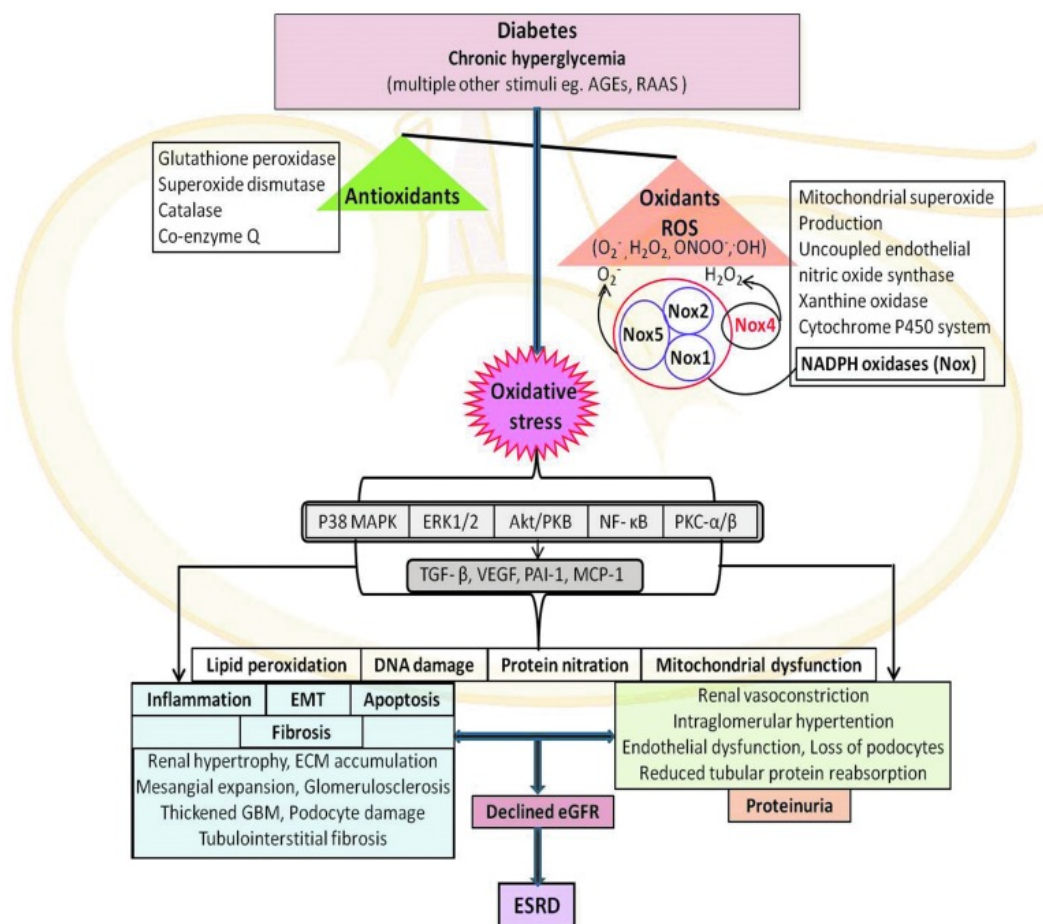 Diabetes
Chronic hyperglycemia
(multiple other stimuli eg. AGEs, RAAS )
Glutathione peroxidase
Superoxide dismutase
Catalase
Co-enzyme Q
Antioxidants
Oxidants
ROS
(O₂⁻, H₂O₂, ONOO⁻, ·OH)
O₂⁻
H₂O₂
Nox2
Nox5
Nox4
Nox1
Mitochondrial superoxide
Production
Uncoupled endothelial
nitric oxide synthase
Xanthine oxidase
Cytochrome P450 system
NADPH oxidases (Nox)
Oxidative
stress
P38 MAPK
ERK1/2
Akt/PKB
NF- κB
PKC-α/β
TGF- β, VEGF, PAI-1, MCP-1
Lipid peroxidation
DNA damage
Protein nitration
Mitochondrial dysfunction
Inflammation
EMT
Apoptosis
Fibrosis
Renal hypertrophy, ECM accumulation
Mesangial expansion, Glomerulosclerosis
Thickened GBM, Podocyte damage
Tubulointerstitial fibrosis
Renal vasoconstriction
Intraglomerular hypertention
Endothelial dysfunction, Loss of podocytes
Reduced tubular protein reabsorption
Proteinuria
Declined eGFR
ESRD